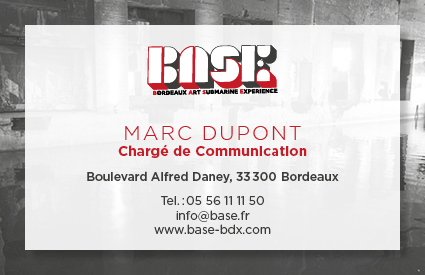 BASE
BORDEAUX ART SUBMARINE EXPERIENCE
MARC DUPONT
Chargé de Communication
Boulevard Alfred Daney, 33300 Bordeaux
Tel.: 05 56 11 11 50
info@base.fr
www.base-bdx.com